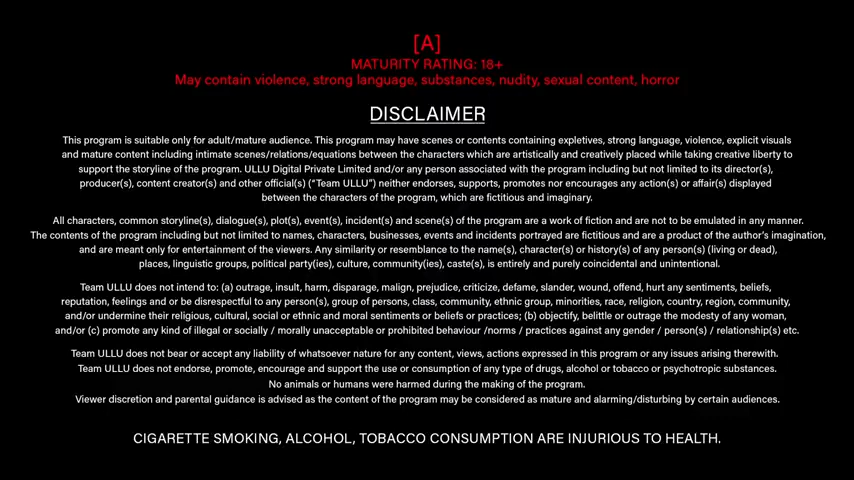 [A]
MATURITY RATING: 18+
May contain violence, strong language, substances, nudity, sexual content, horror
DISCLAIMER
This program is suitable only for adult/mature audience. This program may have scenes or contents containing expletives, strong language, violence, explicit visuals
and mature content including intimate scenes/relations/equations between the characters which are artistically and creatively placed while taking creative liberty to
support the storyline of the program. ULLU Digital Private Limited and/or any person associated with the program including but not limited to its director(s),
producer(s), content creator(s) and other official(s) (“Team ULLU”) neither endorses, supports, promotes nor encourages any action(s) or affair(s) displayed
between the characters of the program, which are fictitious and imaginary.
All characters, common storyline(s), dialogue(s), plot(s), event(s), incident(s) and scene(s) of the program are a work of fiction and are not to be emulated in any manner.
The contents of the program including but not limited to names, characters, businesses, events and incidents portrayed are fictitious and are a product of the author's imagination,
and are meant only for entertainment of the viewers. Any similarity or resemblance to the name(s), character(s) or history(s) of any person(s) (living or dead),
places, linguistic groups, political party(ies), culture, community(ies), caste(s), is entirely and purely coincidental and unintentional.
Team ULLU does not intend to: (a) outrage, insult, harm, disparage, malign, prejudice, criticize, defame, slander, wound, offend, hurt any sentiments, beliefs,
reputation, feelings and or be disrespectful to any person(s), group of persons, class, community, ethnic group, minorities, race, religion, country, region, community,
and/or undermine their religious, cultural, social or ethnic and moral sentiments or beliefs or practices; (b) objectify, belittle or outrage the modesty of any woman,
and/or (c) promote any kind of illegal or socially / morally unacceptable or prohibited behaviour /norms / practices against any gender / person(s) / relationship(s) etc.
Team ULLU does not bear or accept any liability of whatsoever nature for any content, views, actions expressed in this program or any issues arising therewith.
Team ULLU does not endorse, promote, encourage and support the use or consumption of any type of drugs, alcohol or tobacco or psychotropic substances.
No animals or humans were harmed during the making of the program.
Viewer discretion and parental guidance is advised as the content of the program may be considered as mature and alarming/disturbing by certain audiences.
CIGARETTE SMOKING, ALCOHOL, TOBACCO CONSUMPTION ARE INJURIOUS TO HEALTH.